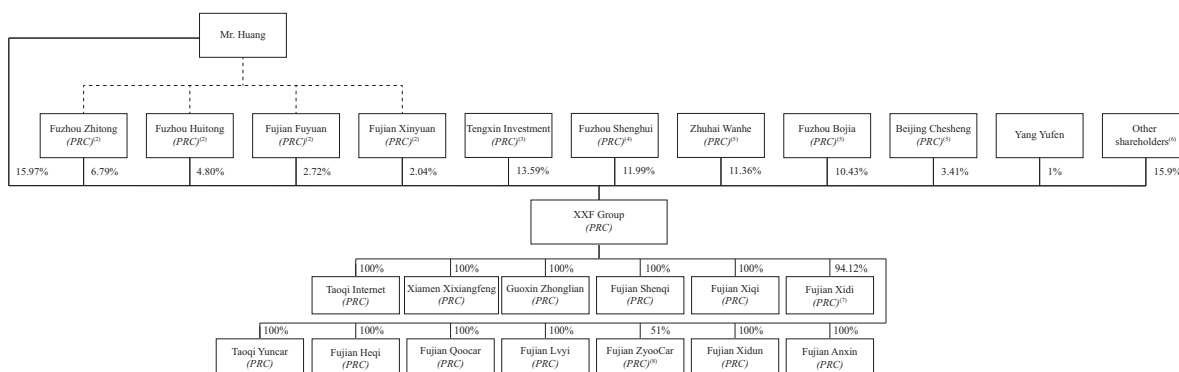 Mr. Huang
Fuzhou Zhitong
(PRC)(2)
Fuzhou Huitong
(PRC)(2)
Fujian Fuyuan
(PRC)(2)
Fujian Xinyuan
(PRC)(2)
Tengxin Investment
(PRC)(3)
Fuzhou Shenghui
(PRC)(4)
Zhuhai Wanhe
(PRC)(5)
Fuzhou Bojia
(PRC)(5)
Beijing Chesheng
(PRC)(5)
Yang Yufen
Other
shareholders(6)
15.97%
6.79%
4.80%
2.72%
2.04%
13.59%
11.99%
11.36%
10.43%
3.41%
1%
15.9%
XXF Group
(PRC)
100%
100%
100%
100%
100%
94.12%
Taoqi Internet
(PRC)
Xiamen Xixiangfeng
(PRC)
Guoxin Zhonglian
(PRC)
Fujian Shenqi
(PRC)
Fujian Xiqi
(PRC)
Fujian Xidi
(PRC)(7)
100%
100%
100%
100%
51%
100%
100%
Taoqi Yuncar
(PRC)
Fujian Heqi
(PRC)
Fujian Qoocar
(PRC)
Fujian Lvyi
(PRC)
Fujian ZyooCar
(PRC)(8)
Fujian Xidun
(PRC)
Fujian Anxin
(PRC)